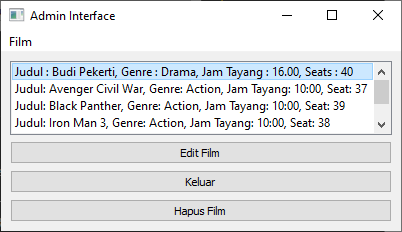 Admin Interface
Film
Judul : Budi Pekerti, Genre : Drama, Jam Tayang : 16.00, Seats : 40
Judul: Avenger Civil War, Genre: Action, Jam Tayang: 10:00, Seat: 37
Judul: Black Panther, Genre: Action, Jam Tayang: 10:00, Seat: 39
Judul: Iron Man 3, Genre: Action, Jam Tayang: 10:00, Seat: 38
Edit Film
Keluar
Hapus Film